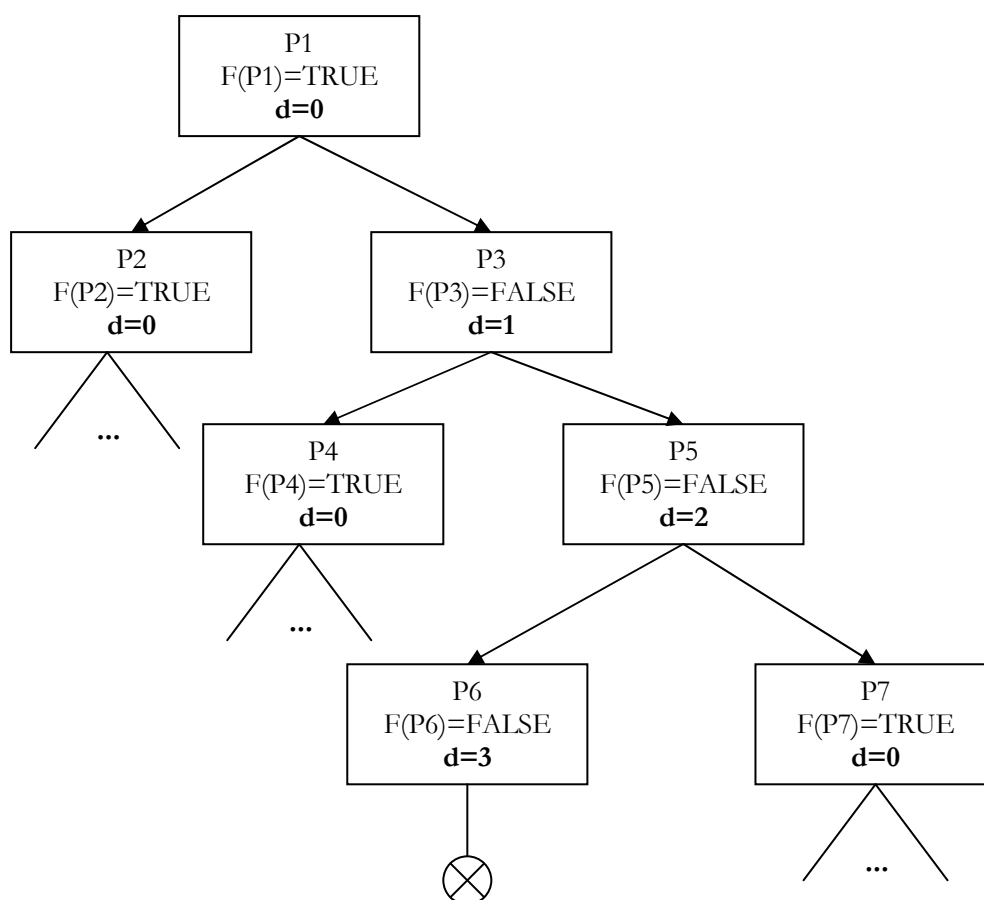 P1
F(P1)=TRUE
d=0
P2
F(P2)=TRUE
d=0
P3
F(P3)=FALSE
d=1
...
P4
F(P4)=TRUE
d=0
P5
F(P5)=FALSE
d=2
...
P6
F(P6)=FALSE
d=3
P7
F(P7)=TRUE
d=0
...